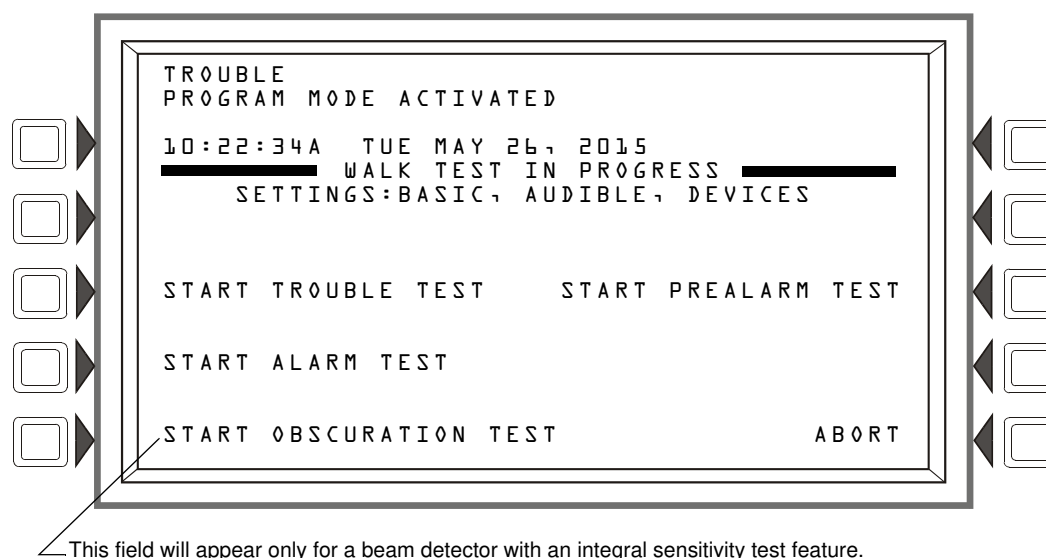 TROUBLE
PROGRAM MODE ACTIVATED
10:22:34A TUE MAY 26, 2015
WALK TEST IN PROGRESS
SETTINGS:BASIC, AUDIBLE, DEVICES
START TROUBLE TEST START PREALARM TEST
START ALARM TEST
START OBSCURATION TEST ABORT
This field will appear only for a beam detector with an integral sensitivity test feature.